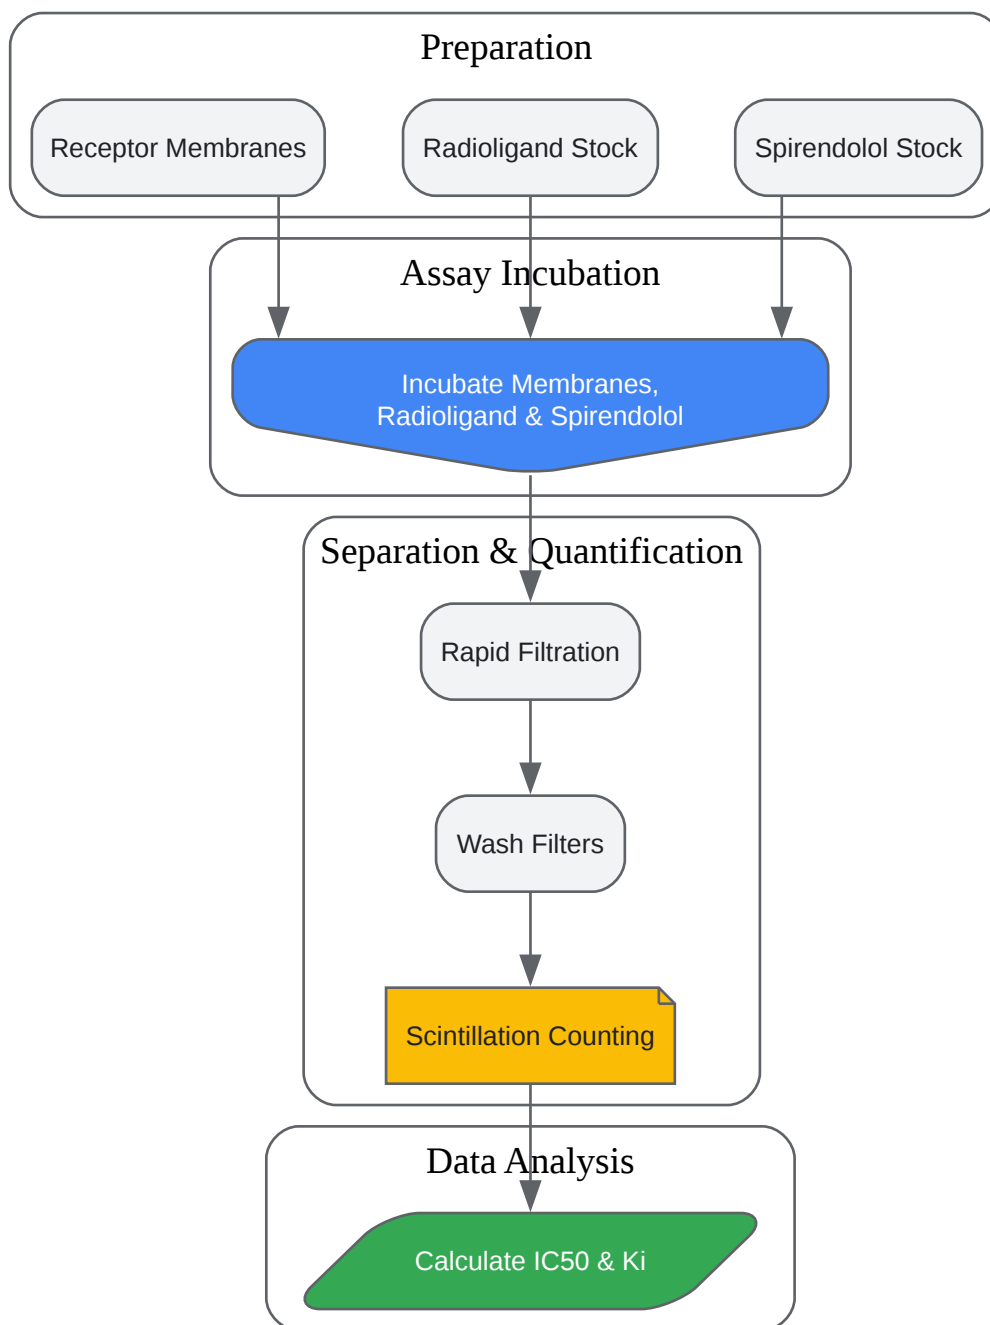 Preparation
Receptor Membranes
Radioligand Stock
Spirendolol Stock
Assay Incubation
Incubate Membranes,
Radioligand & Spirendolol
Separation & Quantification
Rapid Filtration
Wash Filters
Scintillation Counting
Data Analysis
Calculate IC50 & Ki